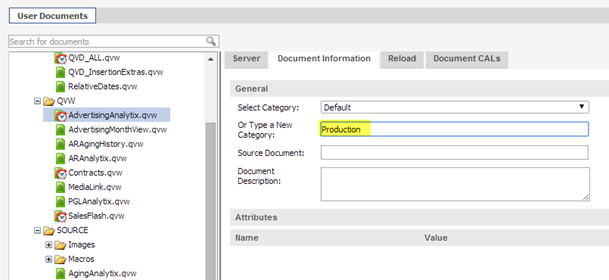 User Documents
Search for documents
QVD_ALL.qvw
QVD_InsertionExtras.qvw
RelativeDates.qvw
QVW
AdvertisingAnalytix.qvw
AdvertisingMonthView.qvw
ARAgingHistory.qvw
ARAnalytix.qvw
Contracts.qvw
MediaLink.qvw
PGLAnalytix.qvw
SalesFlash.qvw
SOURCE
Images
Macros
AgingAnalytix.qvw
Server Document Information Reload Document CALs
General
Select Category: Default
Or Type a New
Category: Production
Source Document:
Document
Description:
Attributes
Name Value